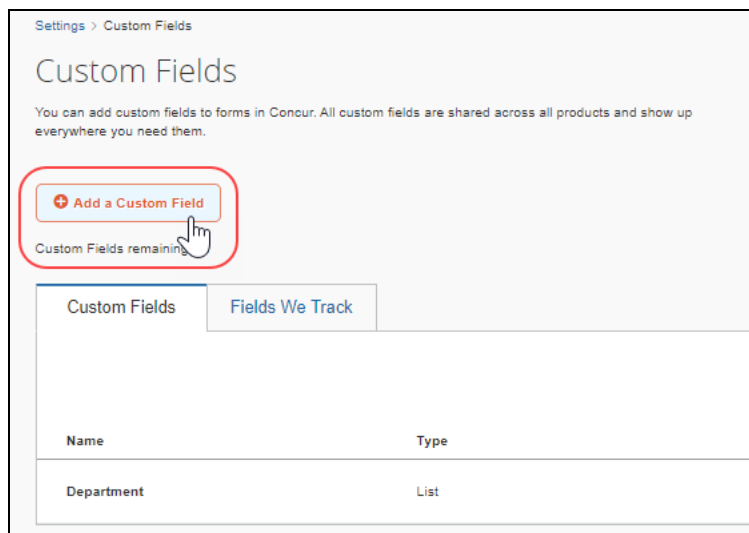 Settings > Custom Fields
Custom Fields
You can add custom fields to forms in Concur. All custom fields are shared across all products and show up
everywhere you need them.
Add a Custom Field
Custom Fields remaining
Custom Fields Fields We Track
Name Type
Department List